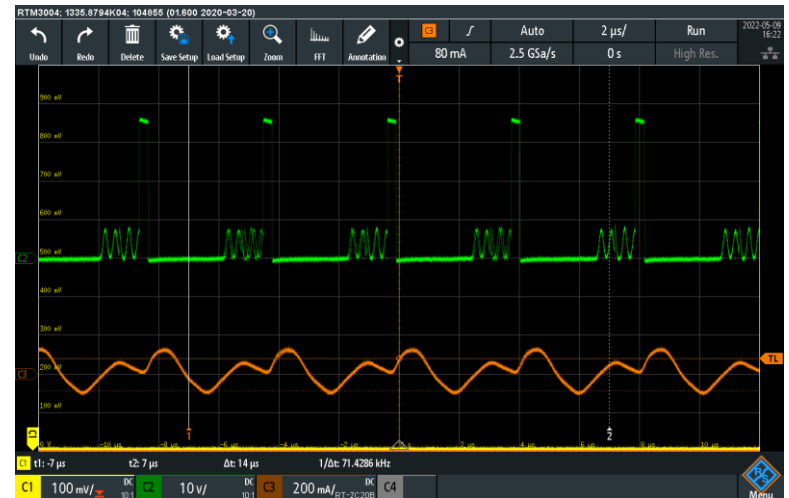 RTM3004; 1335.8794K04; 104855 (01.600 2020-03-20)
Undo Redo Delete Save Setup Load Setup Zoom FFT Annotation
C3 Auto 2 µs/ Run
80 mA 2.5 GSa/s 0 s High Res.
2022-05-09
16:22
T
900 mV
800 mV
700 mV
600 mV
500 mV
C2
400 mV
300 mV
TL
200 mV
C3
100 mV
1
2
0 V -10 µs -8 µs -6 µs -4 µs -2 µs 2 µs 4 µs 6 µs 8 µs 10 µs
C1 t1: -7 µs t2: 7 µs Δt: 14 µs 1/Δt: 71.4286 kHz
C1 100 mV/ DC 10:1 C2 10 V/ DC 10:1 C3 200 mA/ DC RT-ZC20B C4
R&S
Menu